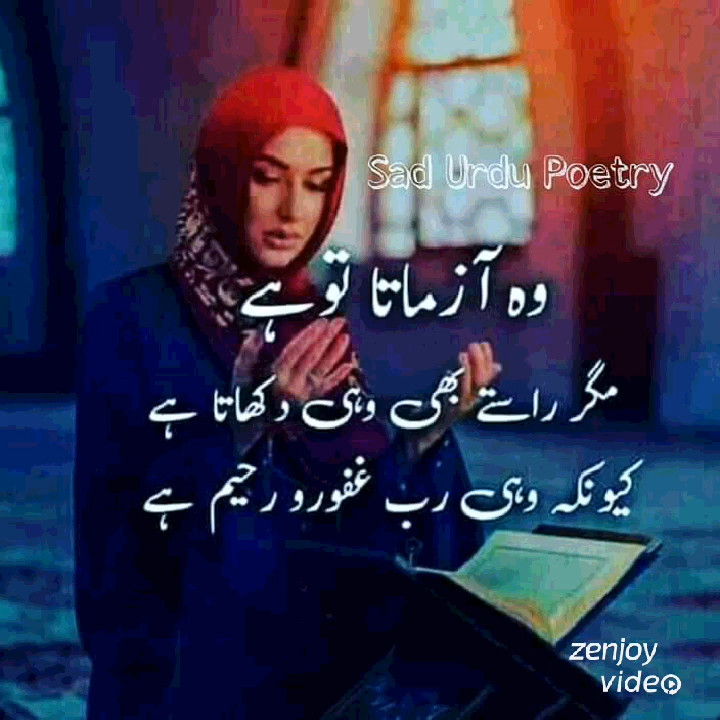 Sad Urdu Poetry
وہ آزماتا تو ہے
مگر راستے بھی وہی دکھاتا ہے
کیونکہ وہی رب غفورو رحیم ہے
zenjoy
video